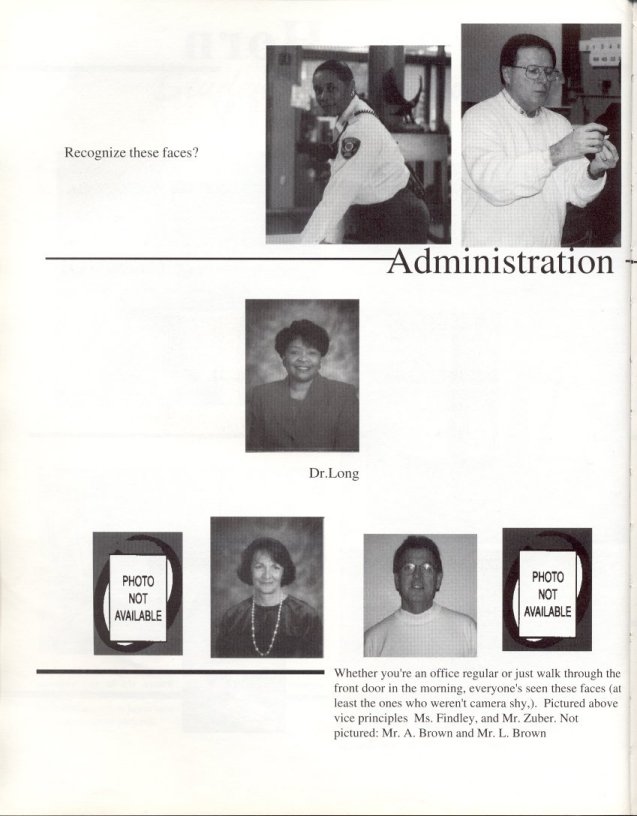 Recognize these faces?
Administration
Dr.Long
PHOTO
NOT
AVAILABLE
PHOTO
NOT
AVAILABLE
Whether you're an office regular or just walk through the
front door in the morning, everyone's seen these faces (at
least the ones who weren't camera shy,). Pictured above
vice principles Ms. Findley, and Mr. Zuber. Not
pictured: Mr. A. Brown and Mr. L. Brown